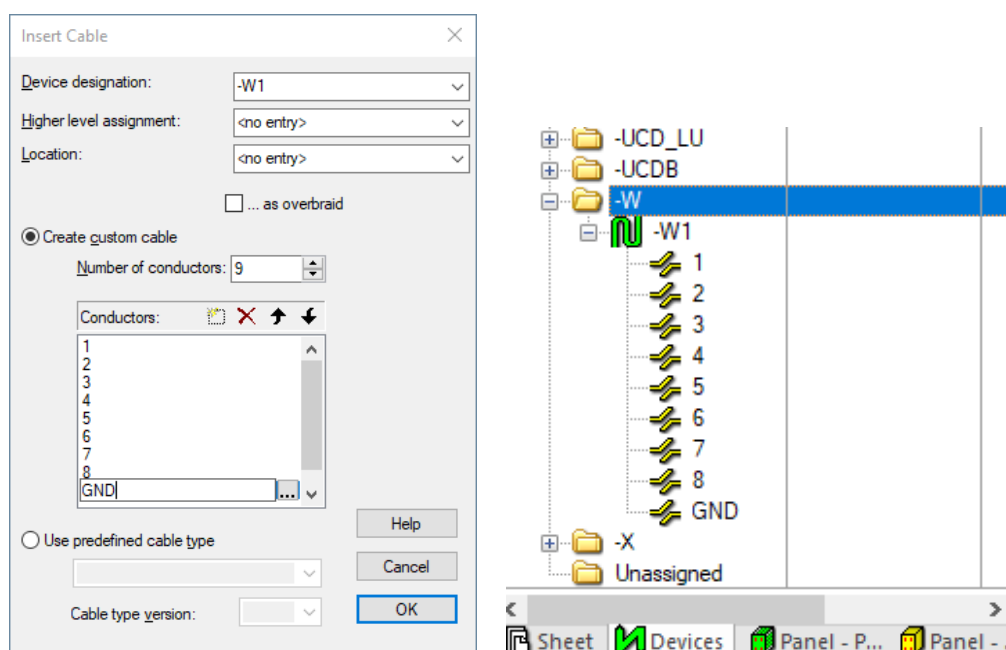 Insert Cable
Device designation:
-W1
Higher level assignment:
<no entry>
Location:
<no entry>
... as overbraid
Create custom cable
Number of conductors:
9
Conductors:
1
2
3
4
5
6
7
8
GND
...
Help
Use predefined cable type
Cancel
Cable type version:
OK
-UCD_LU
-UCDB
-W
-W1
1
2
3
4
5
6
7
8
GND
-X
Unassigned
Sheet
Devices
Panel - P...
Panel -